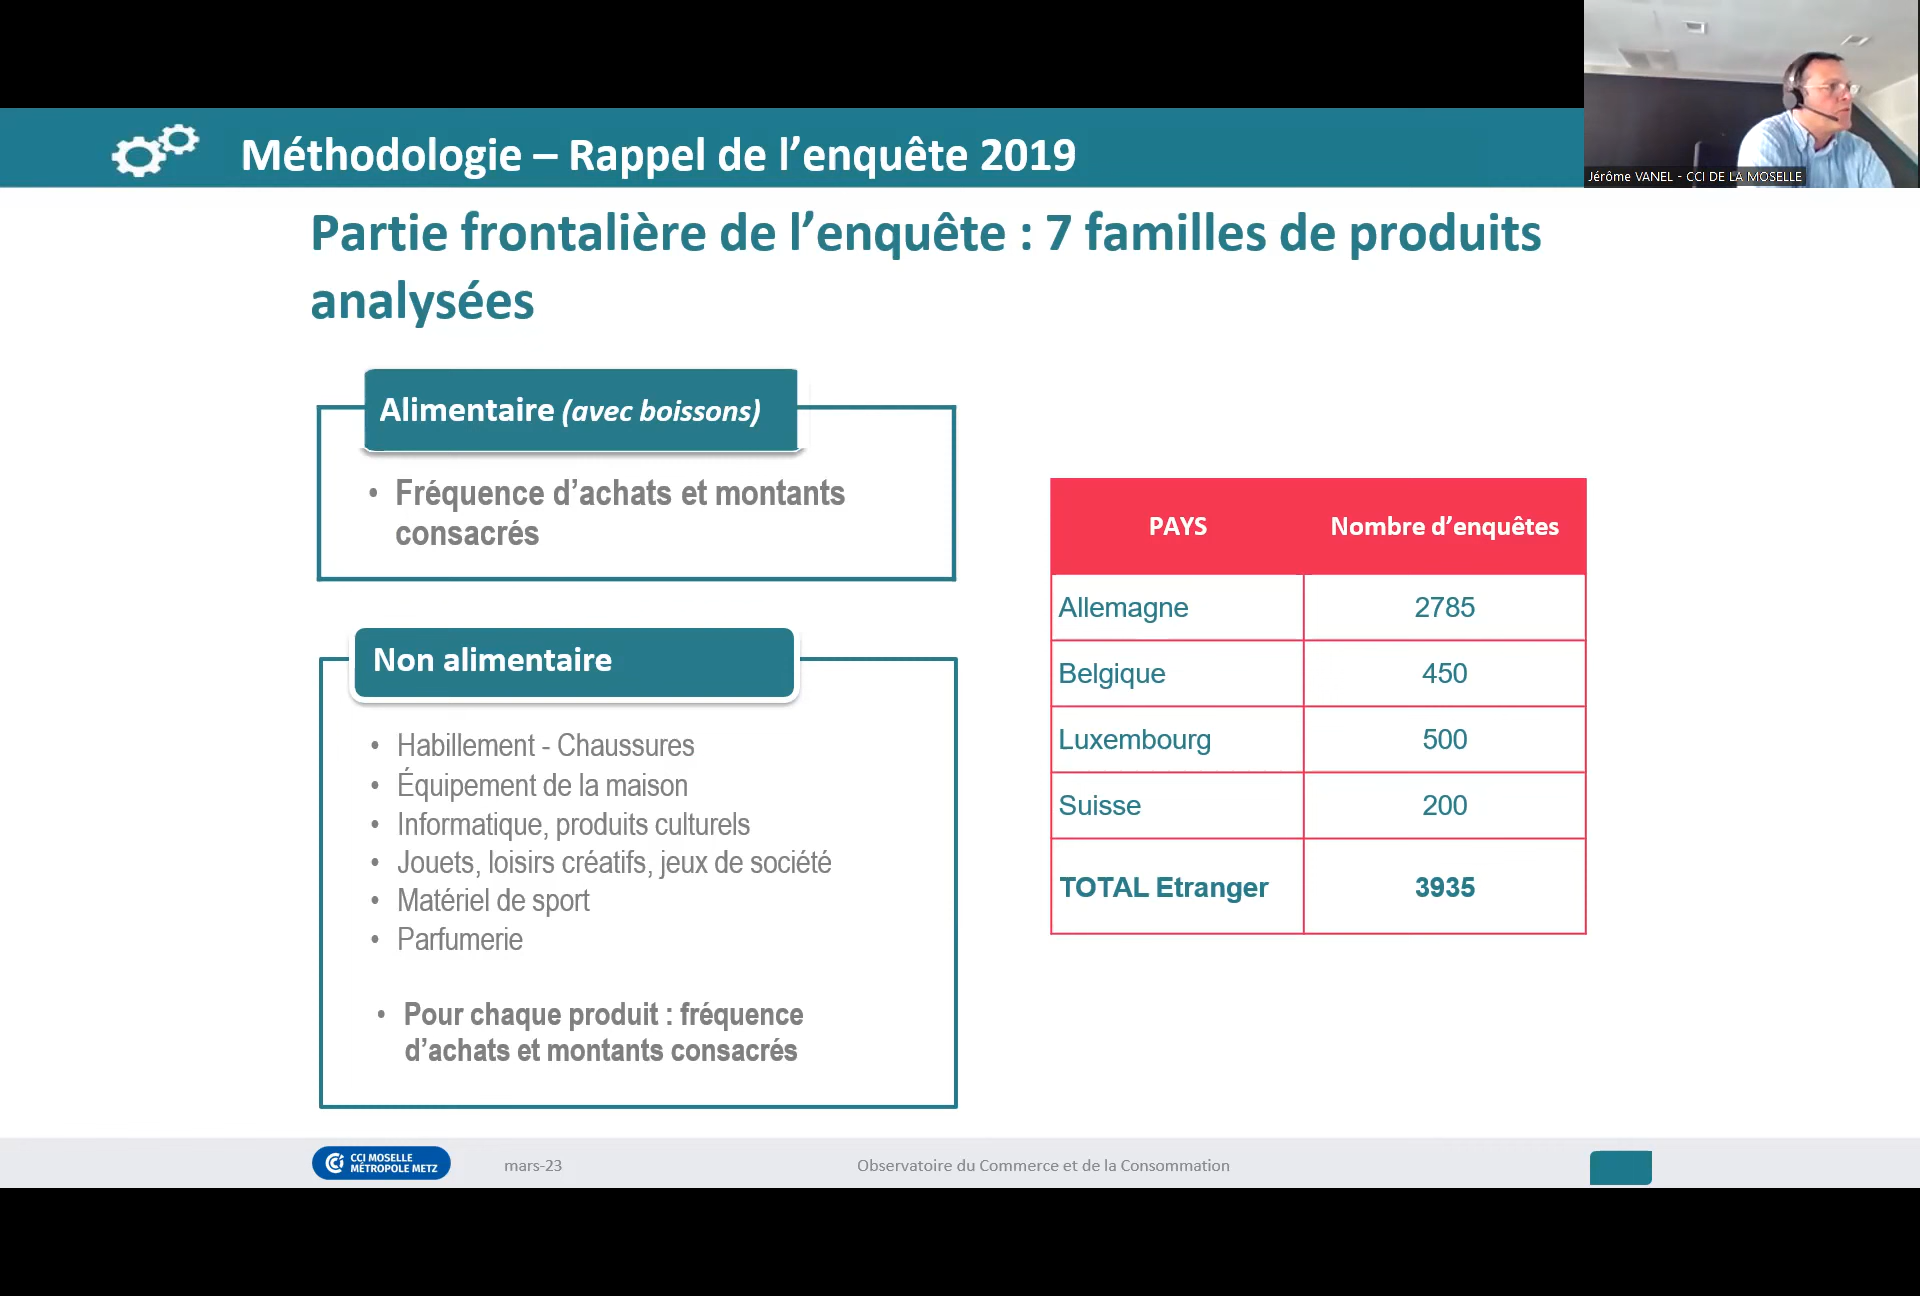 Jérôme VANEL - CCI DE LA MOSELLE
Méthodologie – Rappel de l’enquête 2019
Partie frontalière de l’enquête : 7 familles de produits
analysées
Alimentaire (avec boissons)
• Fréquence d’achats et montants
consacrés
Non alimentaire
• Habillement - Chaussures
• Équipement de la maison
• Informatique, produits culturels
• Jouets, loisirs créatifs, jeux de société
• Matériel de sport
• Parfumerie
• Pour chaque produit : fréquence
d’achats et montants consacrés
PAYS Nombre d’enquêtes
Allemagne 2785
Belgique 450
Luxembourg 500
Suisse 200
TOTAL Etranger 3935
CCI MOSELLE
MÉTROPOLE METZ
mars-23
Observatoire du Commerce et de la Consommation